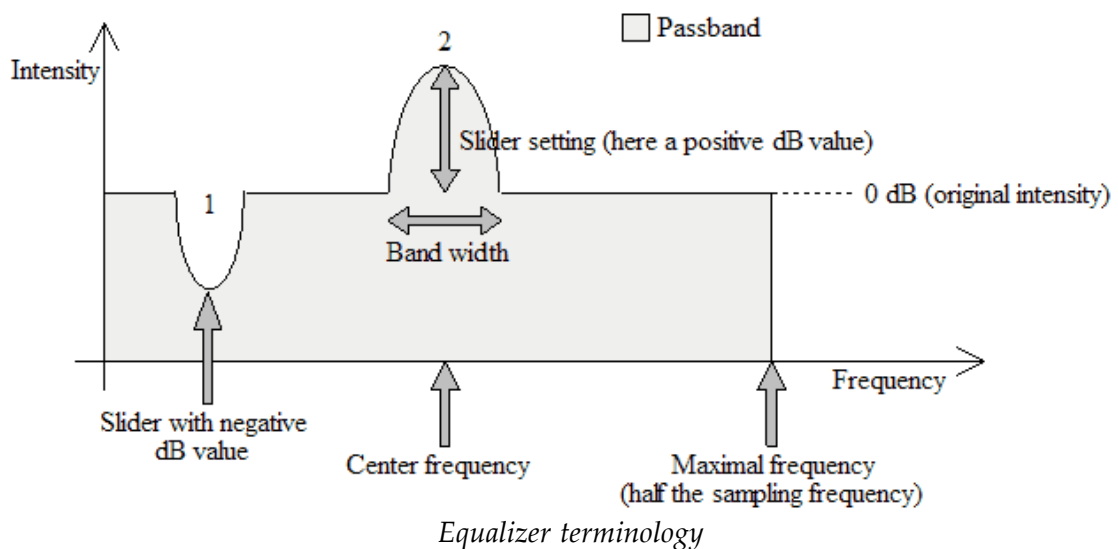 Passband
2
Intensity
Slider setting (here a positive dB value)
1
0 dB (original intensity)
Band width
Frequency
Slider with negative
dB value
Center frequency
Maximal frequency
(half the sampling frequency)
Equalizer terminology